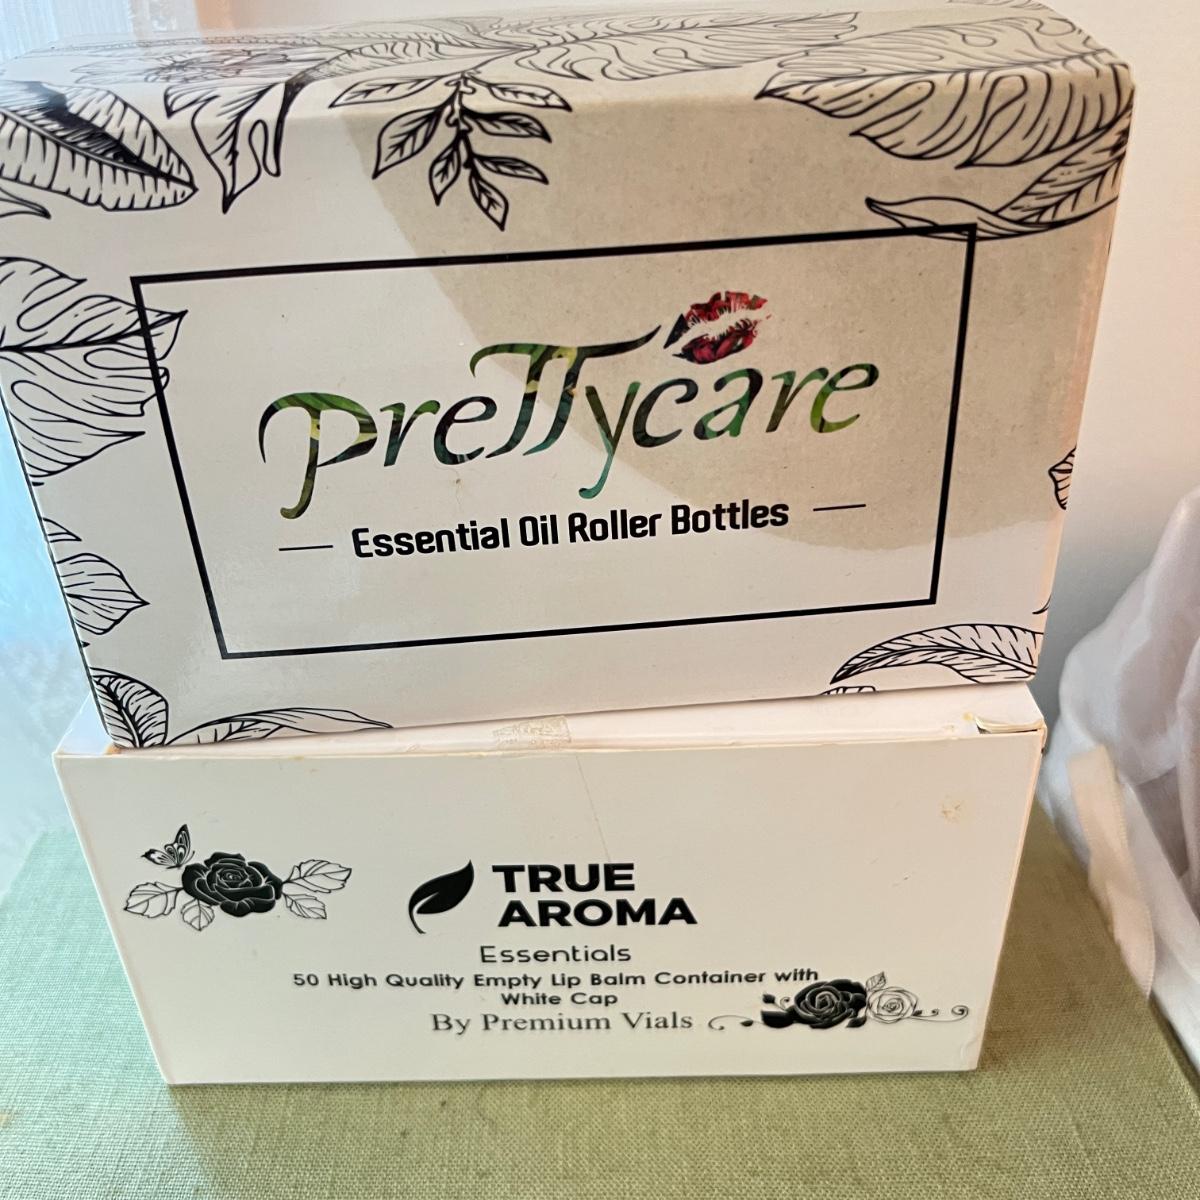 Prettycare
Essential Oil Roller Bottles
TRUE
AROMA
Essentials
50 High Quality Empty Lip Balm Container with
White Cap
By Premium Vials